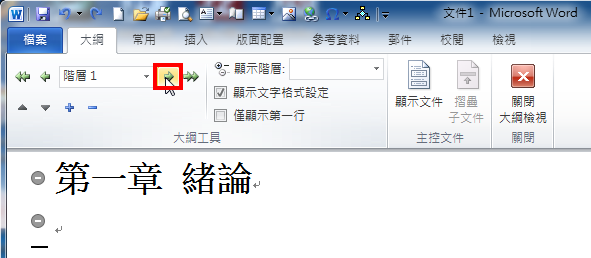 文件1 - Microsoft Word
檔案 大綱 常用 插入 版面配置 參考資料 郵件 校閱 檢視
階層 1 顯示階層:
顯示文字格式設定
僅顯示第一行
大綱工具
顯示文件 摺疊子文件
主控文件
關閉大綱檢視
關閉
第一章 緒論